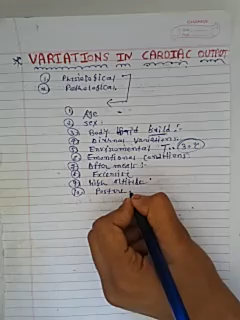 * VARIATIONS IN CARDIAC OUTPUT
① Physiological
② Pathological
① Age
② Sex:
③ Body build:-
④ Diurnal Variations:
⑤ Environmental
⑥ Emotional conditions
⑦ After meals:-
⑧ Excersise
⑨ High altitude:
⑩ Posture